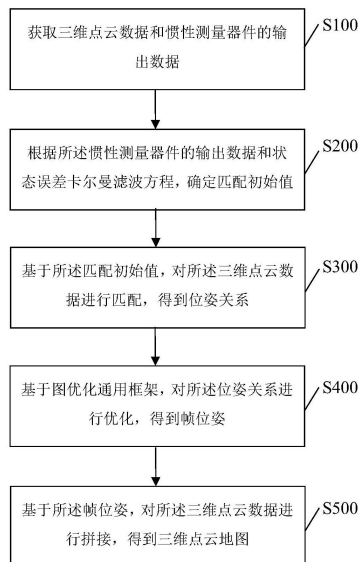 获取三维点云数据和惯性测量器件的输
出数据
S100
根据所述惯性测量器件的输出数据和状
态误差卡尔曼滤波方程，确定匹配初始值
S200
基于所述匹配初始值，对所述三维点云数
据进行匹配，得到位姿关系
S300
基于图优化通用框架，对所述位姿关系进
行优化，得到帧位姿
S400
基于所述帧位姿，对所述三维点云数据进
行拼接，得到三维点云地图
S500